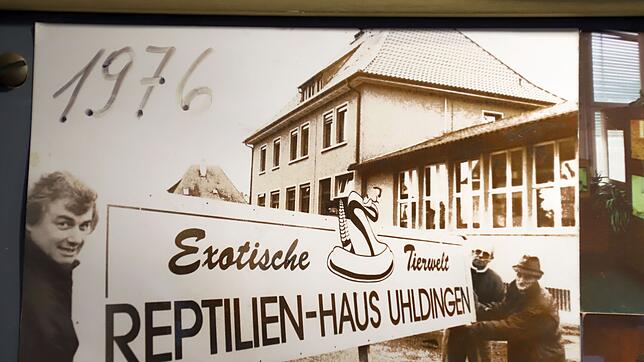 1976
Exotische Tierwelt
REPTILIEN-HAUS UHLDINGEN